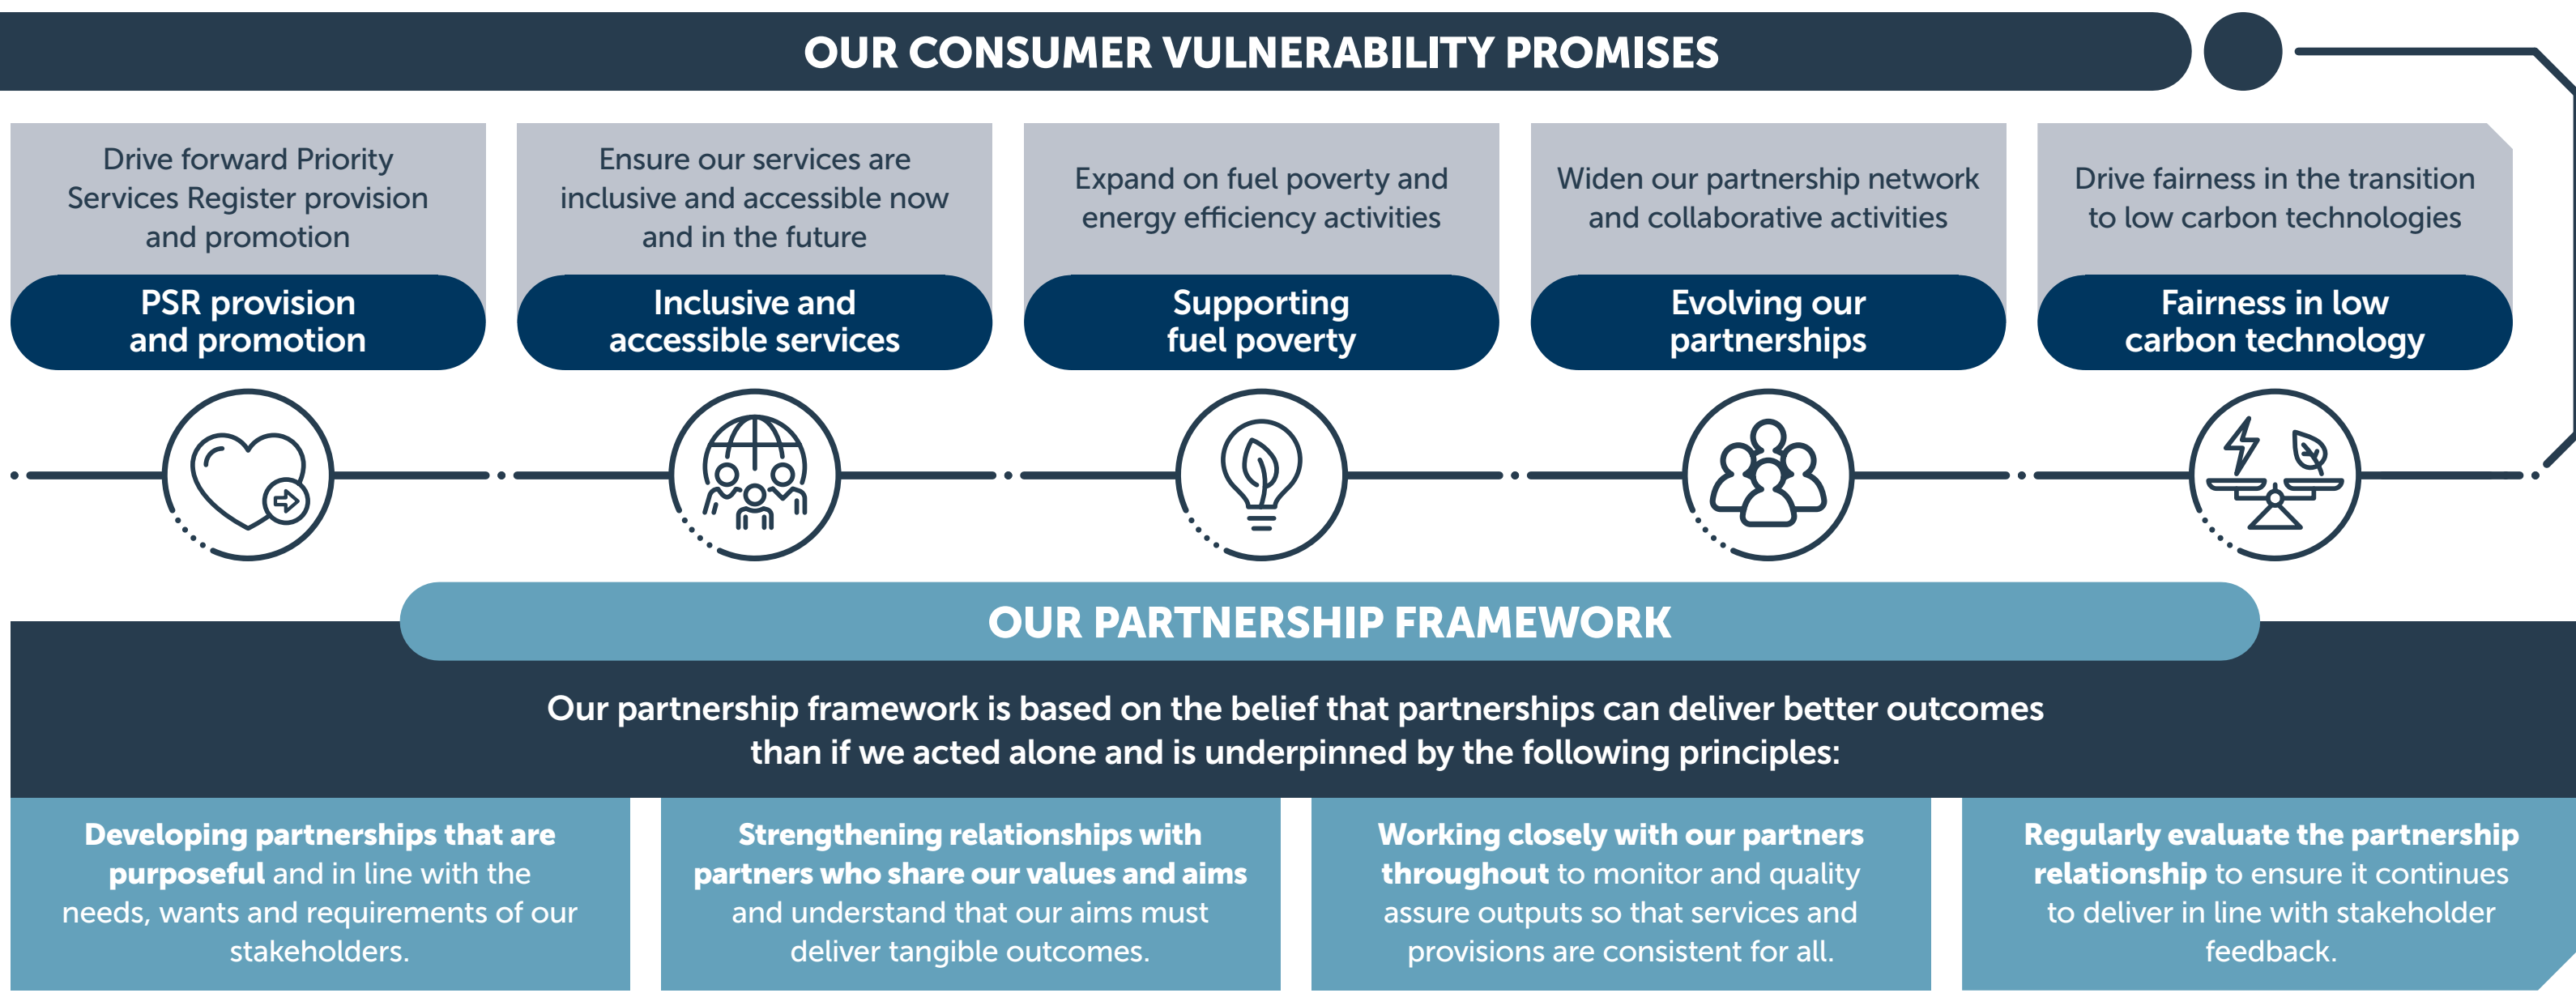 OUR CONSUMER VULNERABILITY PROMISES
Drive forward Priority
Services Register provision
and promotion
PSR provision
and promotion
Ensure our services are
inclusive and accessible now
and in the future
Inclusive and
accessible services
Expand on fuel poverty and
energy efficiency activities
Supporting
fuel poverty
Widen our partnership network
and collaborative activities
Evolving our
partnerships
Drive fairness in the transition
to low carbon technologies
Fairness in low
carbon technology
OUR PARTNERSHIP FRAMEWORK
Our partnership framework is based on the belief that partnerships can deliver better outcomes
than if we acted alone and is underpinned by the following principles:
Developing partnerships that are
purposeful and in line with the
needs, wants and requirements of our
stakeholders.
Strengthening relationships with
partners who share our values and aims
and understand that our aims must
deliver tangible outcomes.
Working closely with our partners
throughout to monitor and quality
assure outputs so that services and
provisions are consistent for all.
Regularly evaluate the partnership
relationship to ensure it continues
to deliver in line with stakeholder
feedback.